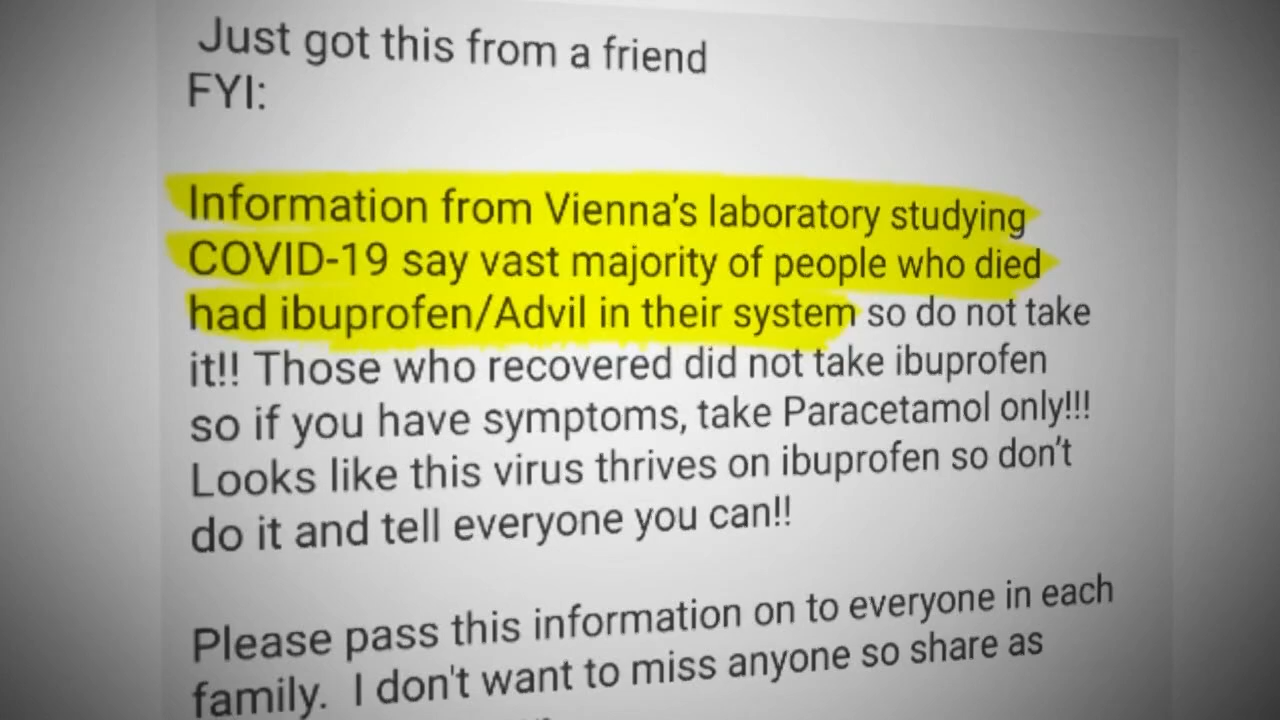 Just got this from a friend
FYI:
Information from Vienna's laboratory studying
COVID-19 say vast majority of people who died
had ibuprofen/Advil in their system so do not take
it!! Those who recovered did not take ibuprofen
so if you have symptoms, take Paracetamol only!!!
Looks like this virus thrives on ibuprofen so don't
do it and tell everyone you can!!
Please pass this information on to everyone in each
family. I don't want to miss anyone so share as